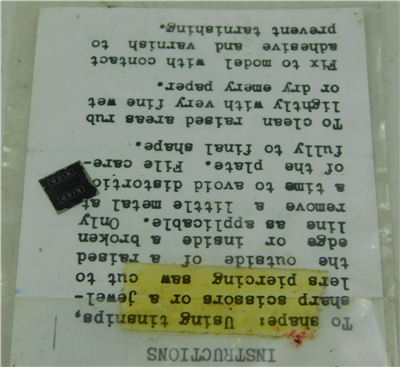 INSTRUCTIONS
To shape: Using tinsnips,
sharp scissors or a jewel-
lers piercing saw cut to
the outside of a raised
edge or inside a broken
line as applicable. Only
remove a little metal at
a time to avoid distortio
of the plate. File care-
fully to final shape.
To clean raised areas rub
lightly with very fine wet
or dry emery paper.
Fix to model with contact
adhesive and varnish to
prevent tarnishing.